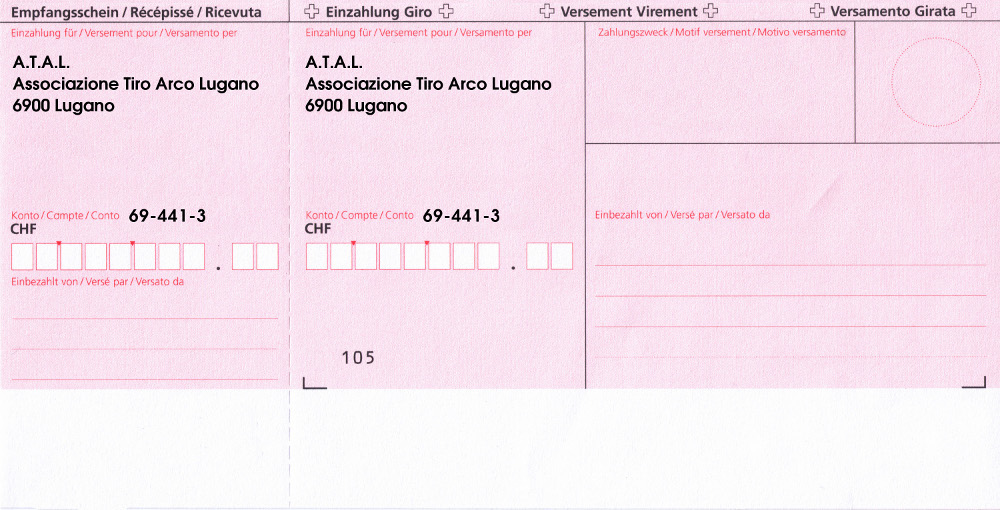 Empfangsschein / Récépissé / Ricevuta
Einzahlung für / Versement pour / Versamento per
A.T.A.L.
Associazione Tiro Arco Lugano
6900 Lugano
Konto / Compte / Conto 69-441-3
CHF
.
Einbezahlt von / Versé par / Versato da
Einzahlung Giro
Versement Virement
Versamento Girata
Einzahlung für / Versement pour / Versamento per
A.T.A.L.
Associazione Tiro Arco Lugano
6900 Lugano
Konto / Compte / Conto 69-441-3
CHF
.
105
Zahlungszweck / Motif versement / Motivo versamento
Einbezahlt von / Versé par / Versato da